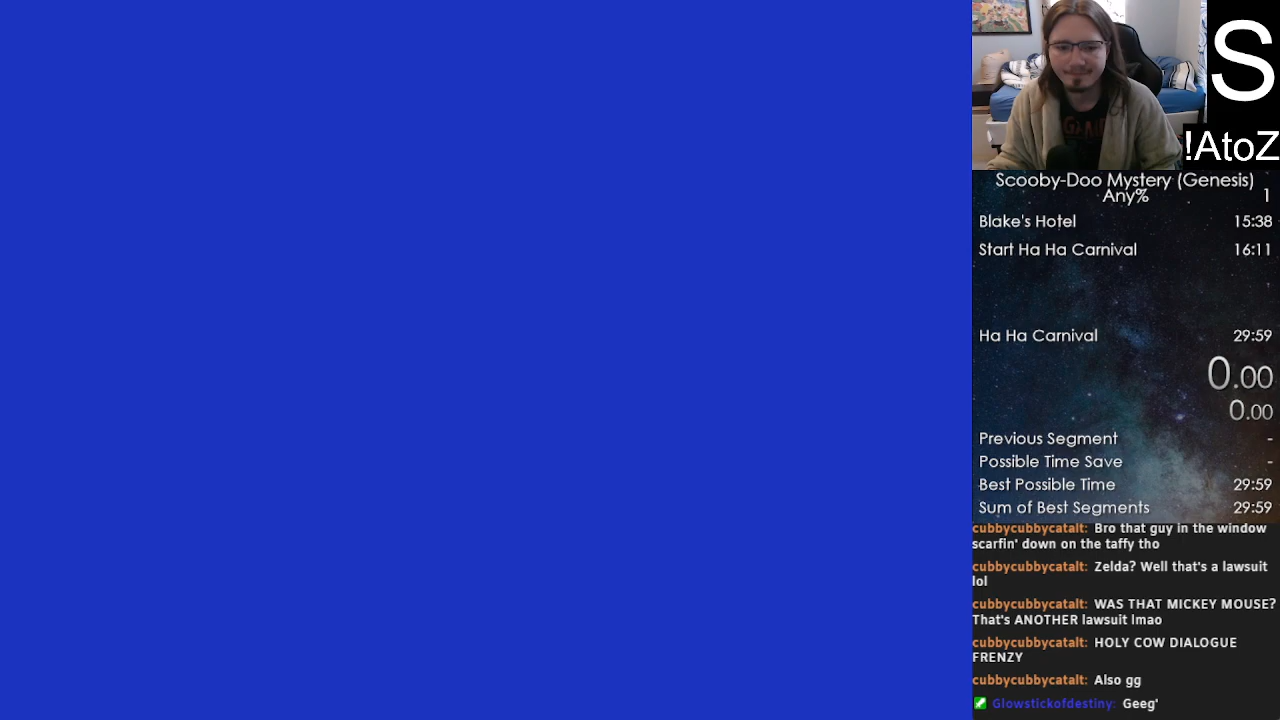 S
!AtoZ
Scooby-Doo Mystery (Genesis)
Any% 1
Blake's Hotel 15:38
Start Ha Ha Carnival 16:11
Ha Ha Carnival 29:59
0.00
0.00
Previous Segment -
Possible Time Save -
Best Possible Time 29:59
Sum of Best Segments 29:59
cubbycubbycatalt: Bro that guy in the window
scarfin' down on the taffy tho
cubbycubbycatalt: Zelda? Well that's a lawsuit
lol
cubbycubbycatalt: WAS THAT MICKEY MOUSE?
That's ANOTHER lawsuit lmao
cubbycubbycatalt: HOLY COW DIALOGUE
FRENZY
cubbycubbycatalt: Also gg
Glowstickofdestiny: Geeg'